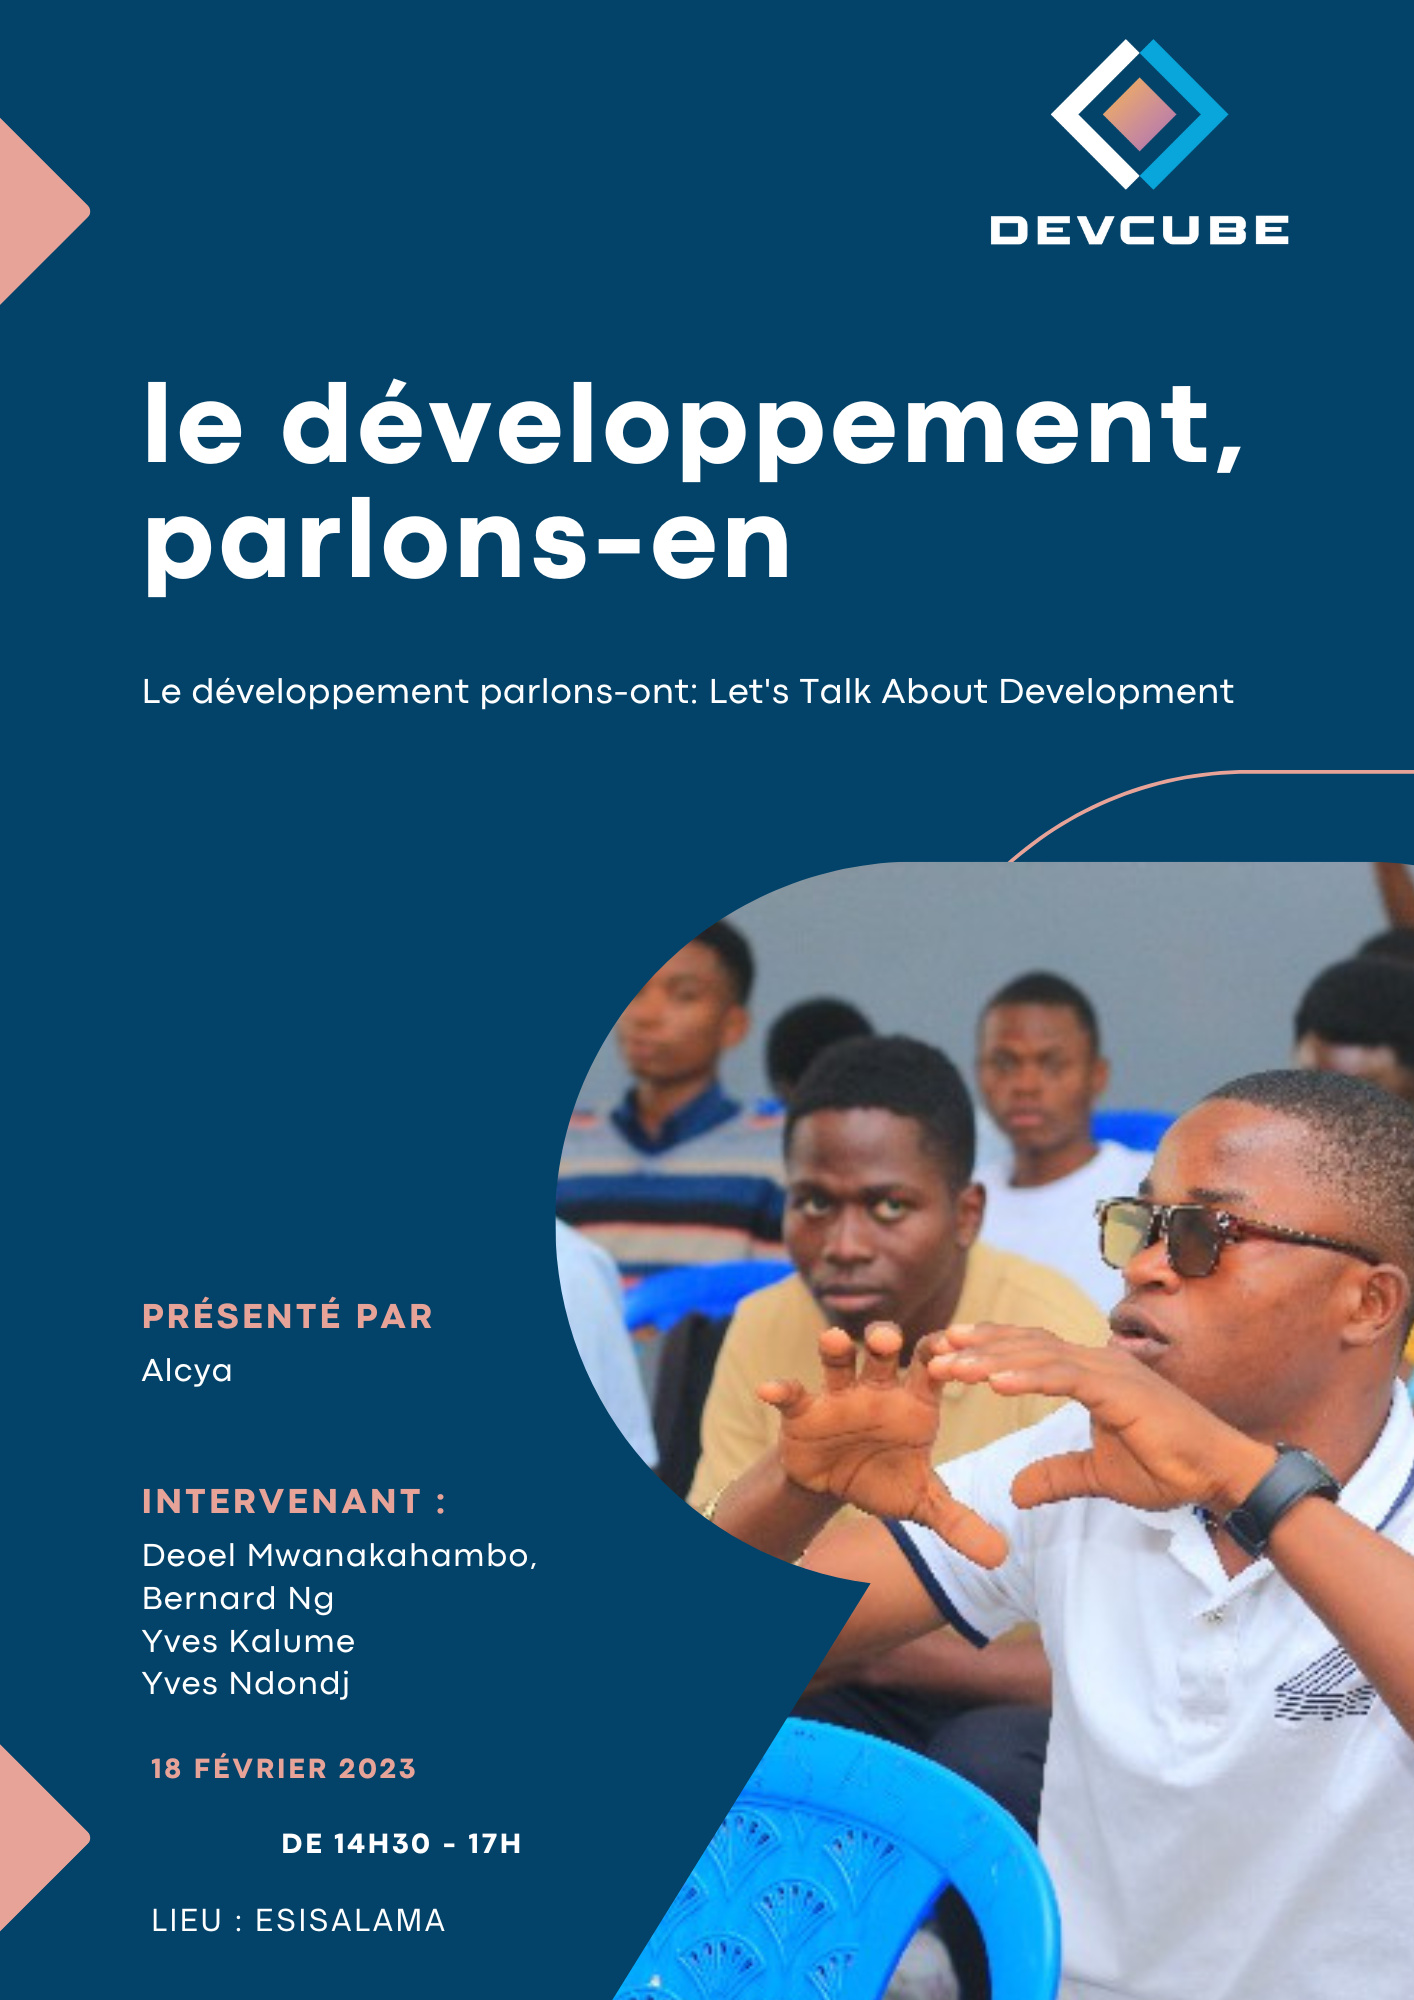 DEVCUBE
le développement,
parlons-en
Le développement parlons-ont: Let's Talk About Development
PRÉSENTÉ PAR
Alcya
INTERVENANT :
Deoel Mwanakahambo,
Bernard Ng
Yves Kalume
Yves Ndondj
18 FÉVRIER 2023
DE 14H30 - 17H
LIEU : ESISALAMA